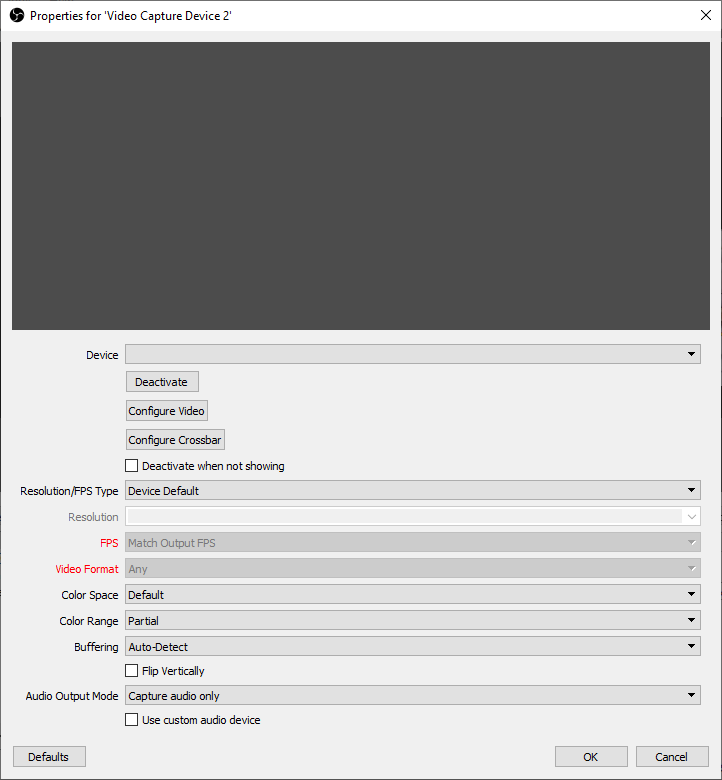 Properties for 'Video Capture Device 2'
Device
Deactivate
Configure Video
Configure Crossbar
Deactivate when not showing
Resolution/FPS Type Device Default
Resolution
FPS Match Output FPS
Video Format Any
Color Space Default
Color Range Partial
Buffering Auto-Detect
Flip Vertically
Audio Output Mode Capture audio only
Use custom audio device
Defaults OK Cancel